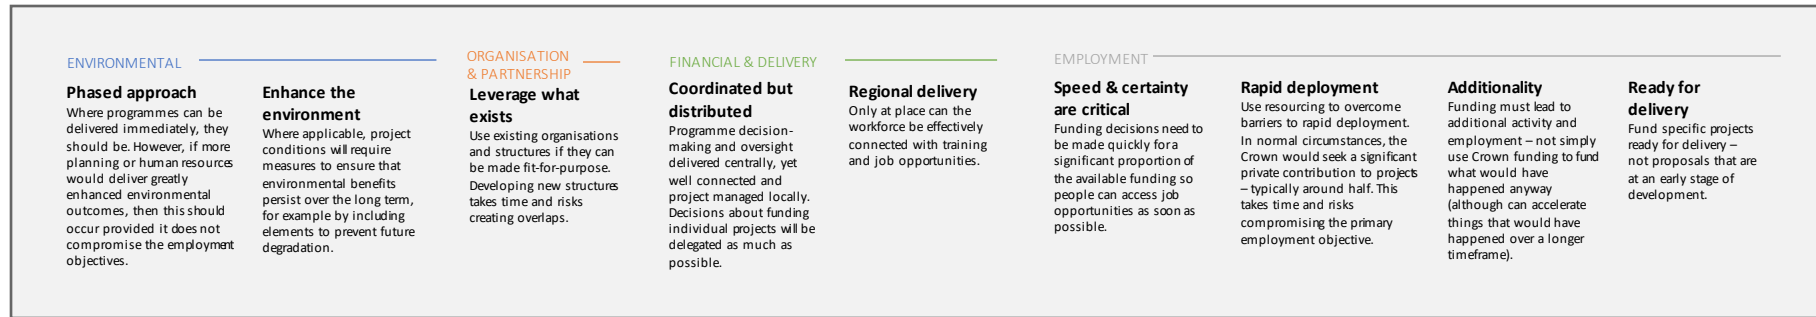 ENVIRONMENTAL
Phased approach
Where programmes can be
delivered immediately, they
should be. However, if more
planning or human resources
would deliver greatly
enhanced environmental
outcomes, then this should
occur provided it does not
compromise the employment
objectives.
Enhance the
environment
Where applicable, project
conditions will require
measures to ensure that
environmental benefits
persist over the long term,
for example by including
elements to prevent future
degradation.
ORGANISATION
& PARTNERSHIP
Leverage what
exists
Use existing organisations
and structures if they can
be made fit-for-purpose.
Developing new structures
takes time and risks
creating overlaps.
FINANCIAL & DELIVERY
Coordinated but
distributed
Programme decision-
making and oversight
delivered centrally, yet
well connected and
project managed locally.
Decisions about funding
individual projects will be
delegated as much as
possible.
Regional delivery
Only at place can the
workforce be effectively
connected with training
and job opportunities.
EMPLOYMENT
Speed & certainty
are critical
Funding decisions need to
be made quickly for a
significant proportion of
the available funding so
people can access job
opportunities as soon as
possible.
Rapid deployment
Use resourcing to overcome
barriers to rapid deployment.
In normal circumstances, the
Crown would seek a significant
private contribution to projects
– typically around half. This
takes time and risks
compromising the primary
employment objective.
Additionality
Funding must lead to
additional activity and
employment – not simply
use Crown funding to fund
what would have
happened anyway
(although can accelerate
things that would have
happened over a longer
timeframe).
Ready for
delivery
Fund specific projects
ready for delivery –
not proposals that are
at an early stage of
development.